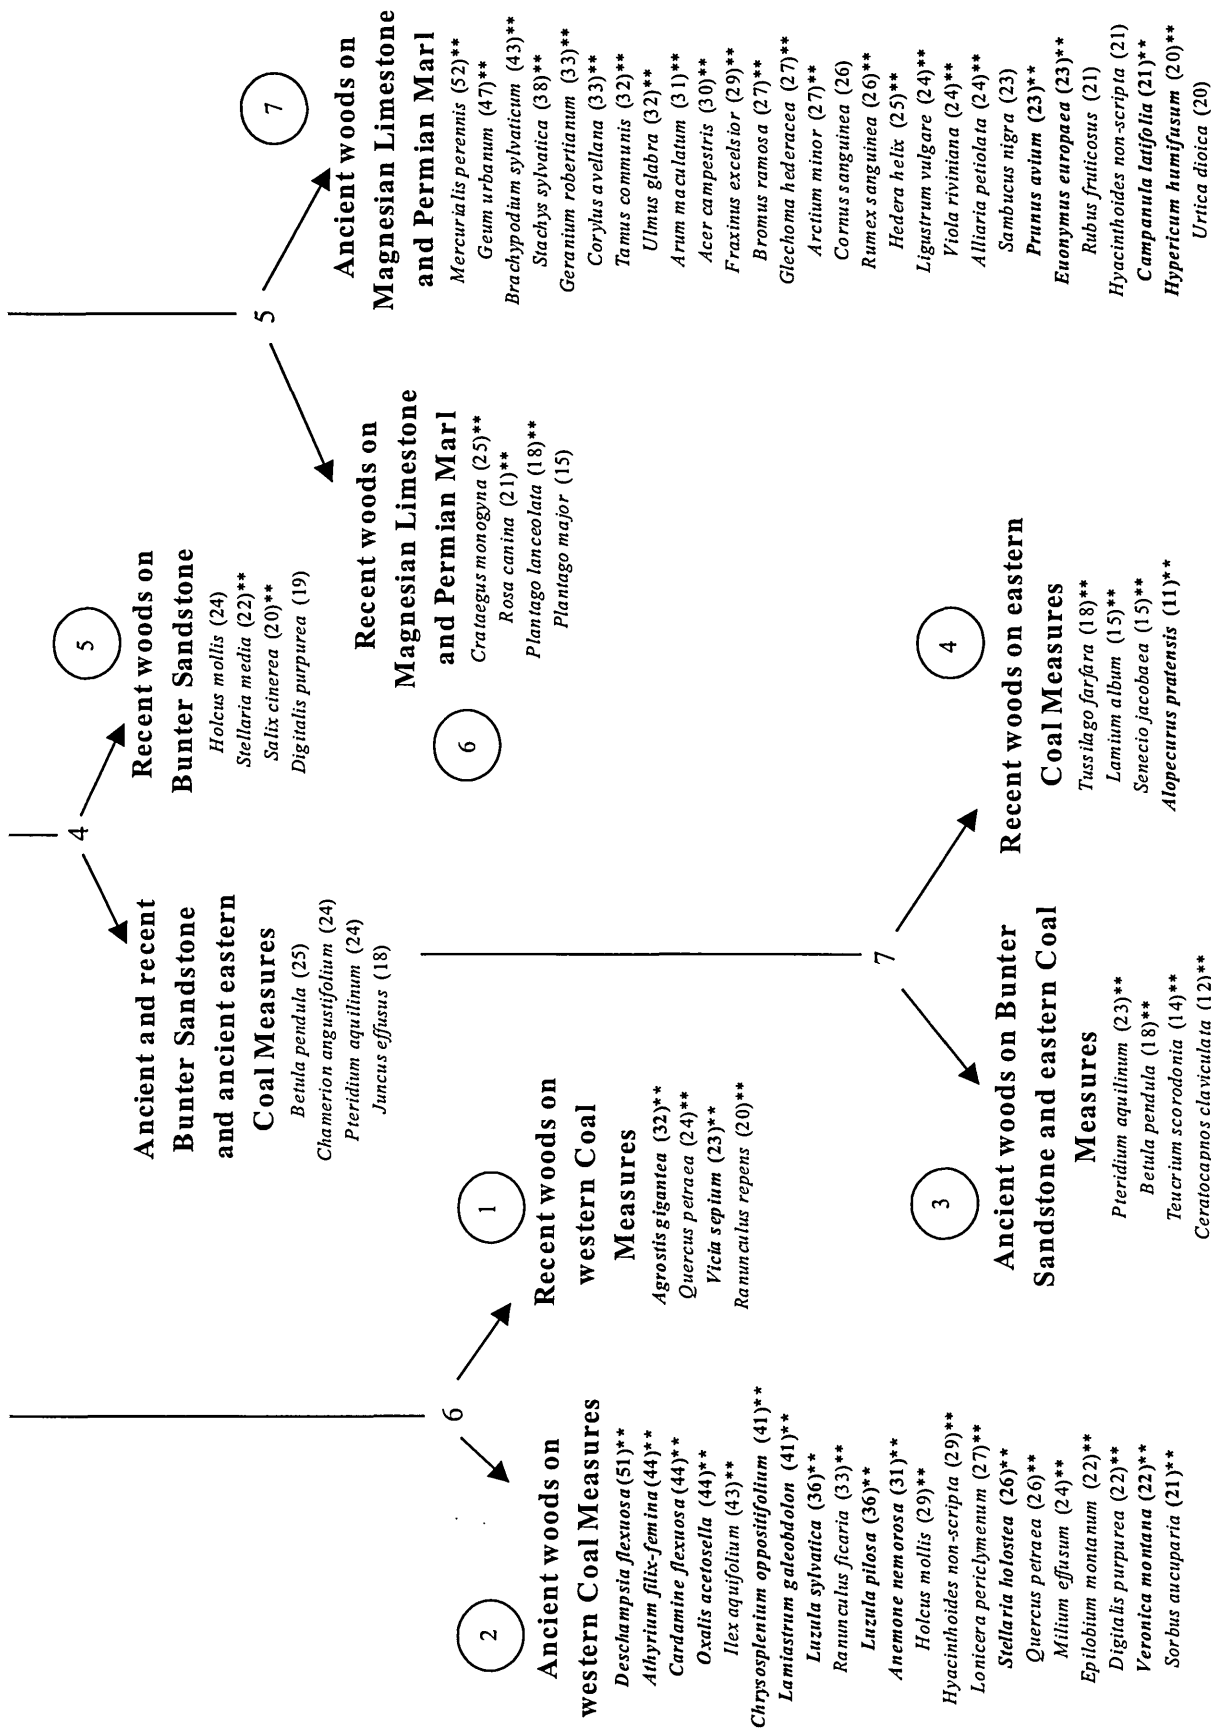 6
2
Ancient woods on
western Coal Measures
Deschampsia flexuosa (51)**
Athyrium filix-femina (44)**
Cardamine flexuosa (44)**
Oxalis acetosella (44)**
Ilex aquifolium (43)**
Chrysosplenium oppositifolium (41)**
Lamiastrum galeobdolon (41)**
Luzula sylvatica (36)**
Ranunculus ficaria (33)**
Luzula pilosa (36)**
Anemone nemorosa (31)**
Holcus mollis (29)**
Hyacinthoides non-scripta (29)**
Lonicera periclymenum (27)**
Stellaria holostea (26)**
Quercus petraea (26)**
Milium effusum (24)**
Epilobium montanum (22)**
Digitalis purpurea (22)**
Veronica montana (22)**
Sorbus aucuparia (21)**
1
Recent woods on
western Coal
Measures
Agrostis gigantea (32)**
Quercus petraea (24)**
Vicia sepium (23)**
Ranunculus repens (20)**
4
Ancient and recent
Bunter Sandstone
and ancient eastern
Coal Measures
Betula pendula (25)
Chamerion angustifolium (24)
Pteridium aquilinum (24)
Juncus effusus (18)
5
Recent woods on
Bunter Sandstone
Holcus mollis (24)
Stellaria media (22)**
Salix cinerea (20)**
Digitalis purpurea (19)
7
3
Ancient woods on Bunter
Sandstone and eastern Coal
Measures
Pteridium aquilinum (23)**
Betula pendula (18)**
Teucrium scorodonia (14)**
Ceratocapnos claviculata (12)**
4
Recent woods on eastern
Coal Measures
Tussilago farfara (18)**
Lamium album (15)**
Senecio jacobaea (15)**
Alopecurus pratensis (11)**
5
6
Recent woods on
Magnesian Limestone
and Permian Marl
Crataegus monogyna (25)**
Rosa canina (21)**
Plantago lanceolata (18)**
Plantago major (15)
7
Ancient woods on
Magnesian Limestone
and Permian Marl
Mercurialis perennis (52)**
Geum urbanum (47)**
Brachypodium sylvaticum (43)**
Stachys sylvatica (38)**
Geranium robertianum (33)**
Corylus avellana (33)**
Tamus communis (32)**
Ulmus glabra (32)**
Arum maculatum (31)**
Acer campestris (30)**
Fraxinus excelsior (29)**
Bromus ramosa (27)**
Glechoma hederacea (27)**
Arctium minor (27)**
Cornus sanguinea (26)
Rumex sanguinea (26)**
Hedera helix (25)**
Ligustrum vulgare (24)**
Viola riviniana (24)**
Alliaria petiolata (24)**
Sambucus nigra (23)
Prunus avium (23)**
Euonymus europaea (23)**
Rubus fruticosus (21)
Hyacinthoides non-scripta (21)
Campanula latifolia (21)**
Hypericum humifusum (20)**
Urtica dioica (20)